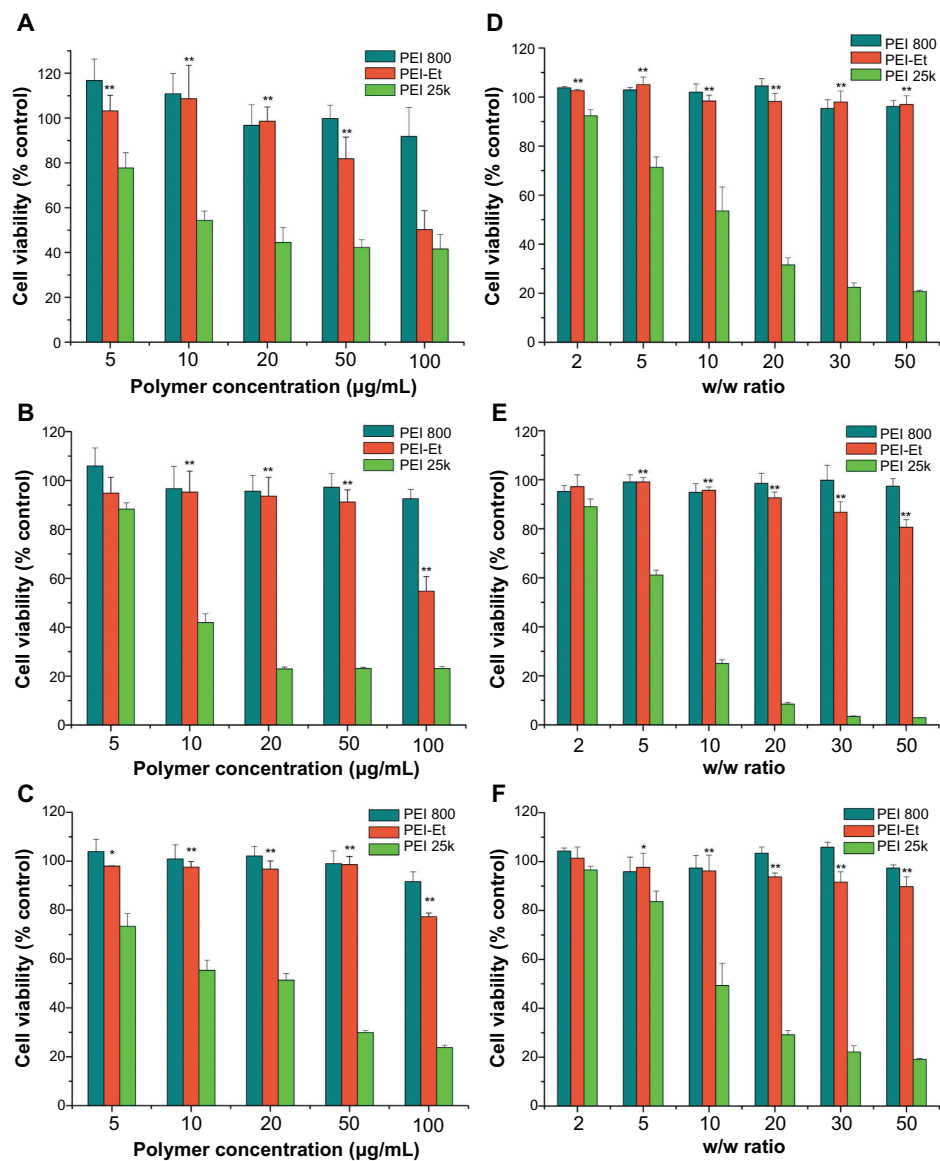 A
PEI 800
PEI-Et
PEI 25k
Cell viability (% control)
120
100
80
60
40
20
0
** ** ** **
5 10 20 50 100
Polymer concentration (µg/mL)
D
PEI 800
PEI-Et
PEI 25k
Cell viability (% control)
120
100
80
60
40
20
0
** ** ** ** ** **
2 5 10 20 30 50
w/w ratio
B
PEI 800
PEI-Et
PEI 25k
Cell viability (% control)
120
100
80
60
40
20
0
** ** ** **
5 10 20 50 100
Polymer concentration (µg/mL)
E
PEI 800
PEI-Et
PEI 25k
Cell viability (% control)
120
100
80
60
40
20
0
** ** ** ** **
2 5 10 20 30 50
w/w ratio
C
PEI 800
PEI-Et
PEI 25k
Cell viability (% control)
120
100
80
60
40
20
0
* ** ** ** **
5 10 20 50 100
Polymer concentration (µg/mL)
F
PEI 800
PEI-Et
PEI 25k
Cell viability (% control)
120
100
80
60
40
20
0
* ** ** ** **
2 5 10 20 30 50
w/w ratio